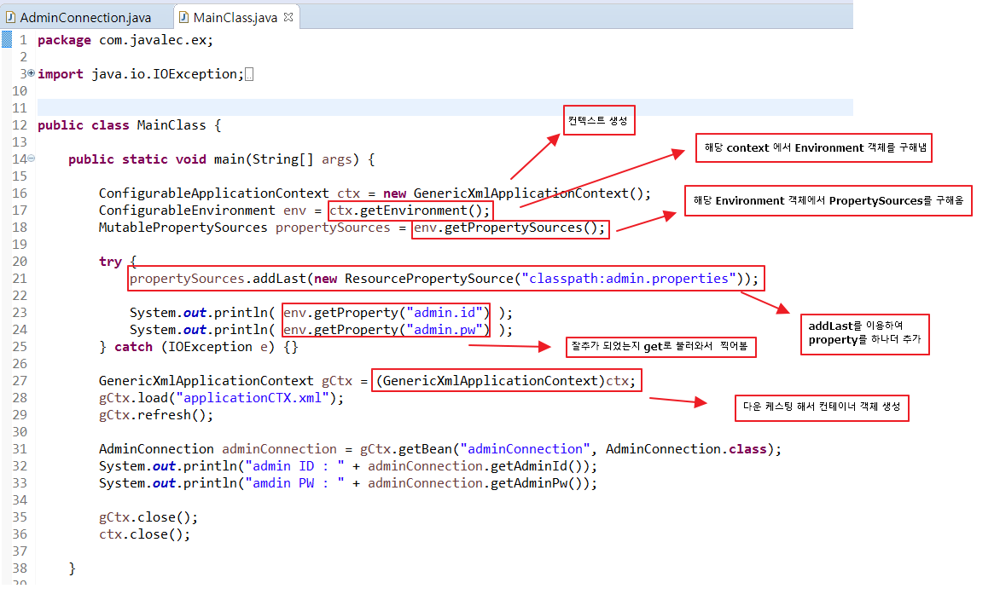 AdminConnection.java
MainClass.java
1 package com.javalec.ex;
2
3 import java.io.IOException;
10
11
12 public class MainClass {
컨텍스트 생성
13
14 public static void main(String[] args) {
해당 context 에서 Environment 객체를 구해냄
15
16 ConfigurableApplicationContext ctx = new GenericXmlApplicationContext();
17 ConfigurableEnvironment env = ctx.getEnvironment();
해당 Environment 객체에서 PropertySources를 구해옴
18 MutablePropertySources propertySources = env.getPropertySources();
19
20 try {
21 propertySources.addLast(new ResourcePropertySource("classpath:admin.properties"));
22
23 System.out.println( env.getProperty("admin.id") );
24 System.out.println( env.getProperty("admin.pw") );
addLast를 이용하여
property를 하나더 추가
25 } catch (IOException e) {}
잘추가 되었는지 get로 불러와서 찍어봄
26
27 GenericXmlApplicationContext gCtx = (GenericXmlApplicationContext)ctx;
28 gCtx.load("applicationCTX.xml");
다운 케스팅 해서 컨테이너 객체 생성
29 gCtx.refresh();
30
31 AdminConnection adminConnection = gCtx.getBean("adminConnection", AdminConnection.class);
32 System.out.println("admin ID : " + adminConnection.getAdminId());
33 System.out.println("amdin PW : " + adminConnection.getAdminPw());
34
35 gCtx.close();
36 ctx.close();
37
38 }
39